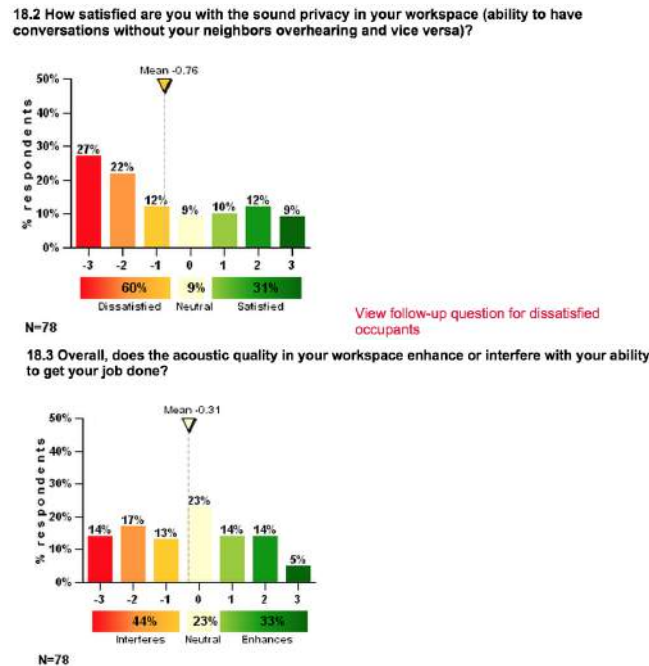 18.2 How satisfied are you with the sound privacy in your workspace (ability to have
conversations without your neighbors overhearing and vice versa)?
Mean -0.76
50%
40%
30%
20%
10%
0%
% respondents
27%
22%
12%
9%
10%
12%
9%
-3 -2 -1 0 1 2 3
60% 9% 31%
Dissatisfied Neutral Satisfied
N=78
View follow-up question for dissatisfied
occupants
18.3 Overall, does the acoustic quality in your workspace enhance or interfere with your ability
to get your job done?
Mean -0.31
50%
40%
30%
20%
10%
0%
% respondents
14%
17%
13%
23%
14%
14%
5%
-3 -2 -1 0 1 2 3
44% 23% 33%
Interferes Neutral Enhances
N=78